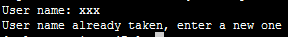 User name: xxx
User name already taken, enter a new one